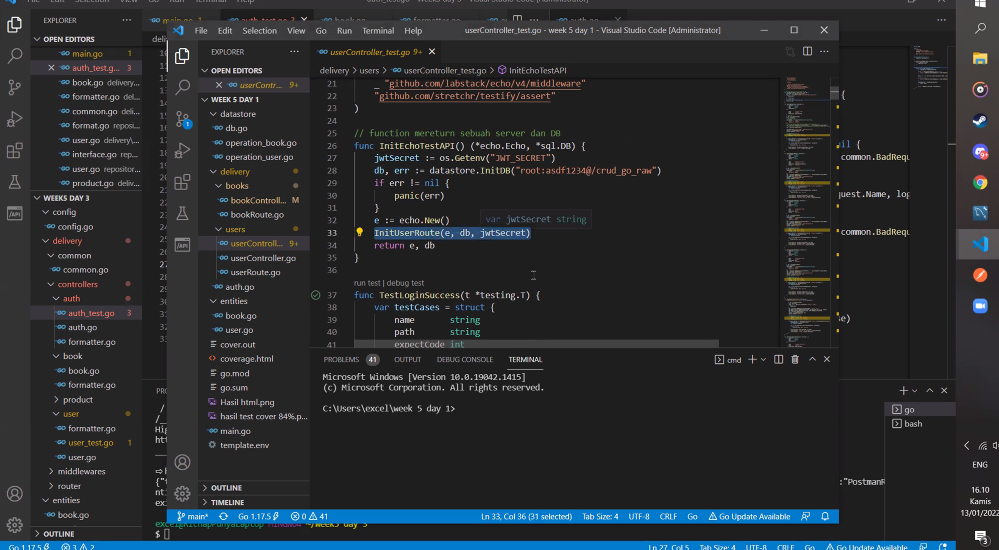 File Edit Selection View Go Run Terminal Help
userController_test.go - week 5 day 1 - Visual Studio Code [Administrator]
EXPLORER
OPEN EDITORS
main.go 1
auth_test.g... 3
book.go delivery...
formatter.go
common.go deliv...
format.go reposi...
user.go delivery\...
interface.go rep...
user.go repositor...
product.go deliv...
WEEK5 DAY 3
config
config.go
delivery
common
common.go
controllers
auth
auth_test.go 3
auth.go
formatter.go
book
book.go
formatter.go
product
user
formatter.go
user_test.go 1
user.go
middlewares
router
entities
book.go
OUTLINE
EXPLORER
OPEN EDITORS
userContr... 9+
WEEK 5 DAY 1
datastore
db.go
operation_book.go
operation_user.go
delivery
books
bookControll... M
bookRoute.go
users
userControll... 9+
userController.go
userRoute.go
auth.go
entities
book.go
user.go
cover.out
coverage.html
go.mod
go.sum
Hasil html.png
hasil test cover 84%.p...
main.go
template.env
OUTLINE
TIMELINE
userController_test.go 9+
delivery > users > userController_test.go > InitEchoTestAPI
21 _ "github.com/labstack/echo/v4/middleware"
23 "github.com/stretchr/testify/assert"
24 )
25 // function mereturn sebuah server dan DB
26 func InitEchoTestAPI() (*echo.Echo, *sql.DB) {
27 jwtSecret := os.Getenv("JWT_SECRET")
28 db, err := datastore.InitDB("root:asdf1234@/crud_go_raw")
29 if err != nil {
30 panic(err)
31 }
32 e := echo.New()
var jwtSecret string
33 InitUserRoute(e, db, jwtSecret)
34 return e, db
35 }
36
run test | debug test
37 func TestLoginSuccess(t *testing.T) {
38 var testCases = struct {
39 name string
40 path string
41 expectCode int
PROBLEMS 41 OUTPUT DEBUG CONSOLE TERMINAL
cmd
Microsoft Windows [Version 10.0.19042.1415]
(c) Microsoft Corporation. All rights reserved.
C:\Users\excel\week 5 day 1>
main* Go 1.17.5 0 41
Ln 33, Col 36 (31 selected) Tab Size: 4 UTF-8 CRLF Go Go Update Available
nil {
common.BadRequ
quest.Name, log
common.BadRequ
go
bash
:"PostmanR
~/week5 day 3
$
Go 1.17.5 3 2
Ln 27, Col 5 Tab Size: 4 UTF-8 CRLF Go Go Update Available
ENG
16.10
Kamis
13/01/2022
3